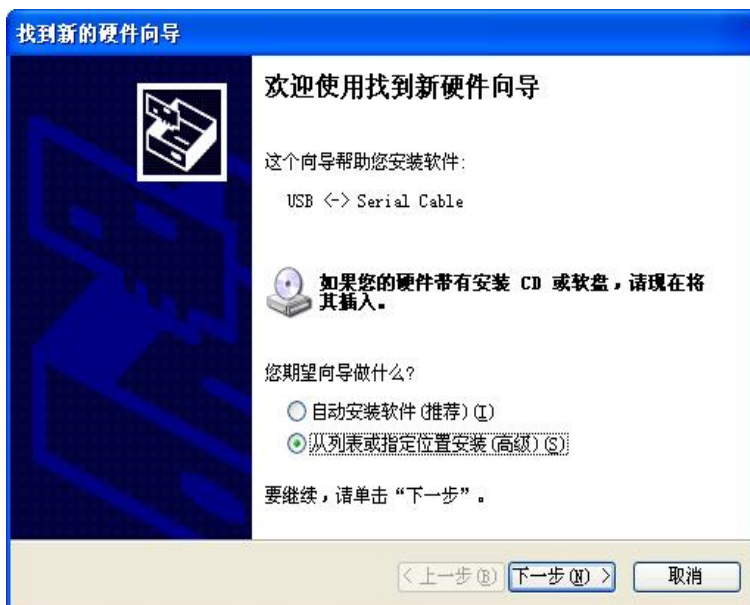 找到新的硬件向导
欢迎使用找到新硬件向导
这个向导帮助您安装软件:
USB <-> Serial Cable
如果您的硬件带有安装 CD 或软盘，请现在将
其插入。
您期望向导做什么?
自动安装软件(推荐)(I)
从列表或指定位置安装(高级)(S)
要继续，请单击“下一步”。
< 上一步(B) 下一步(N) > 取消